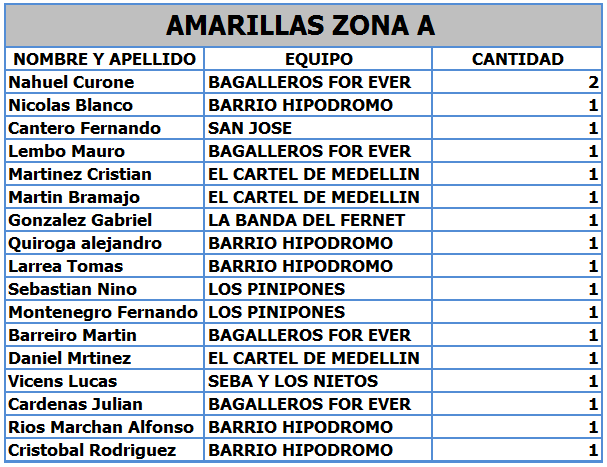 AMARILLAS ZONA A
NOMBRE Y APELLIDO EQUIPO CANTIDAD
Nahuel Curone BAGALLEROS FOR EVER 2
Nicolas Blanco BARRIO HIPODROMO 1
Cantero Fernando SAN JOSE 1
Lembo Mauro BAGALLEROS FOR EVER 1
Martinez Cristian EL CARTEL DE MEDELLIN 1
Martin Bramajo EL CARTEL DE MEDELLIN 1
Gonzalez Gabriel LA BANDA DEL FERNET 1
Quiroga alejandro BARRIO HIPODROMO 1
Larrea Tomas BARRIO HIPODROMO 1
Sebastian Nino LOS PINIPONES 1
Montenegro Fernando LOS PINIPONES 1
Barreiro Martin BAGALLEROS FOR EVER 1
Daniel Mrtinez EL CARTEL DE MEDELLIN 1
Vicens Lucas SEBA Y LOS NIETOS 1
Cardenas Julian BAGALLEROS FOR EVER 1
Rios Marchan Alfonso BARRIO HIPODROMO 1
Cristobal Rodriguez BARRIO HIPODROMO 1